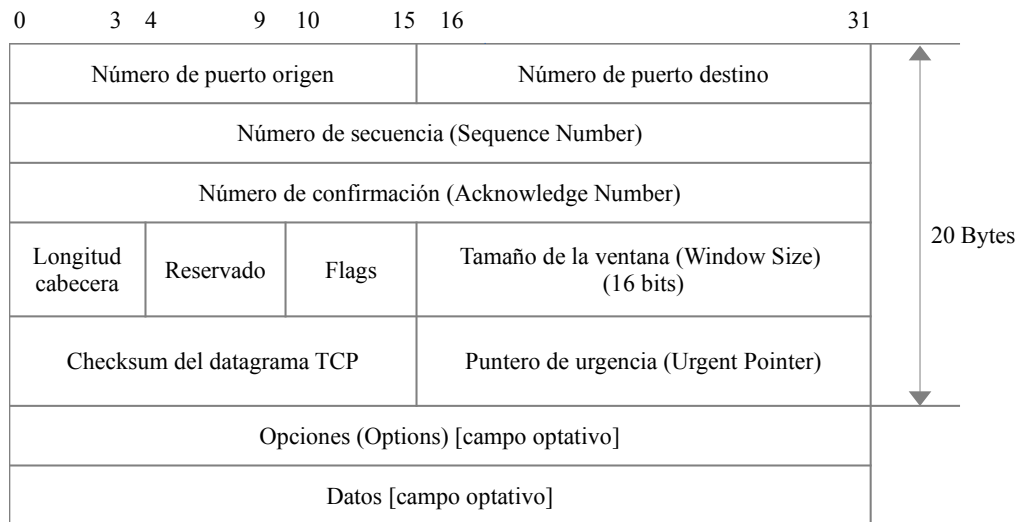 0 3 4 9 10 15 16 31
Número de puerto origen Número de puerto destino
Número de secuencia (Sequence Number)
Número de confirmación (Acknowledge Number)
Longitud
cabecera
Reservado
Flags
Tamaño de la ventana (Window Size)
(16 bits)
20 Bytes
Checksum del datagrama TCP Puntero de urgencia (Urgent Pointer)
Opciones (Options) [campo optativo]
Datos [campo optativo]